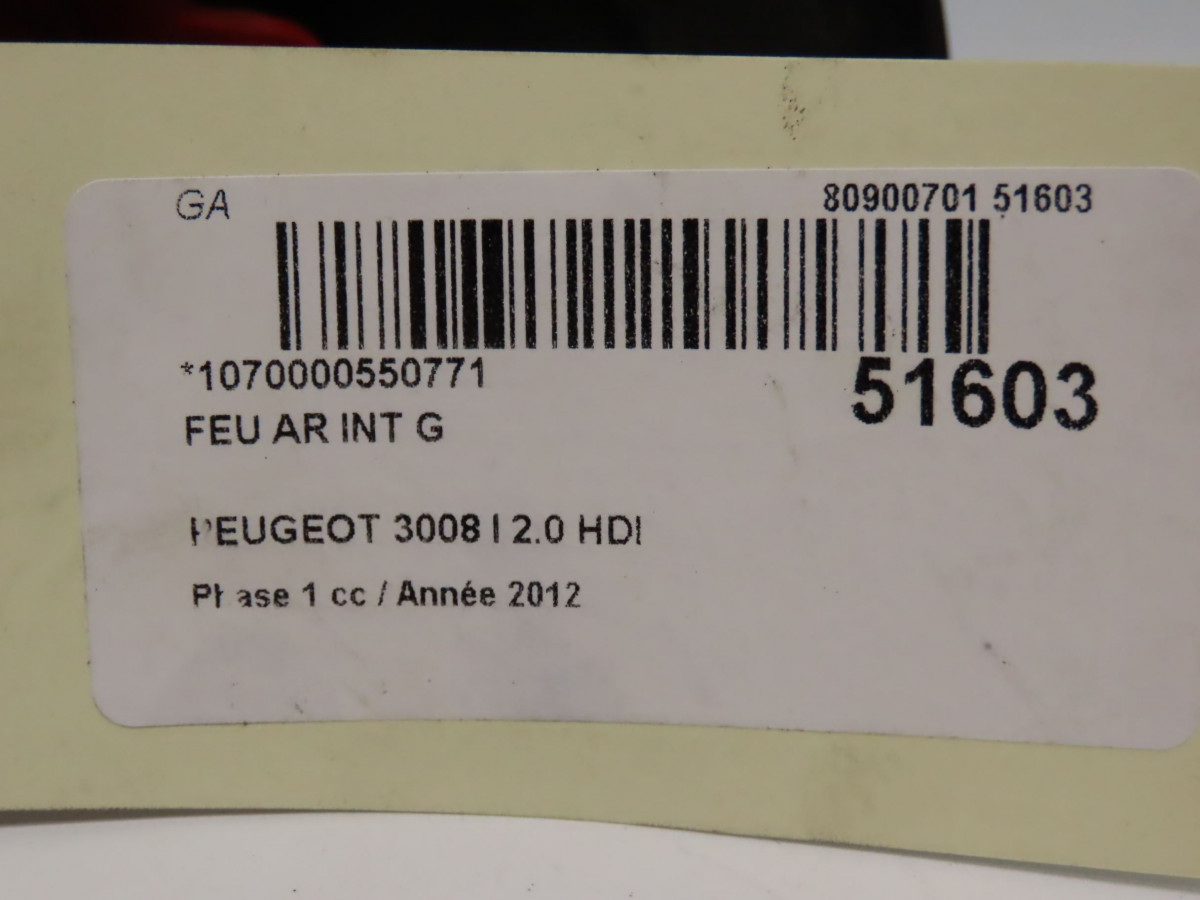 GA 80900701 51603
*1070000550771 51603
FEU AR INT G
PEUGEOT 3008 I 2.0 HDI
Phase 1 cc / Année 2012